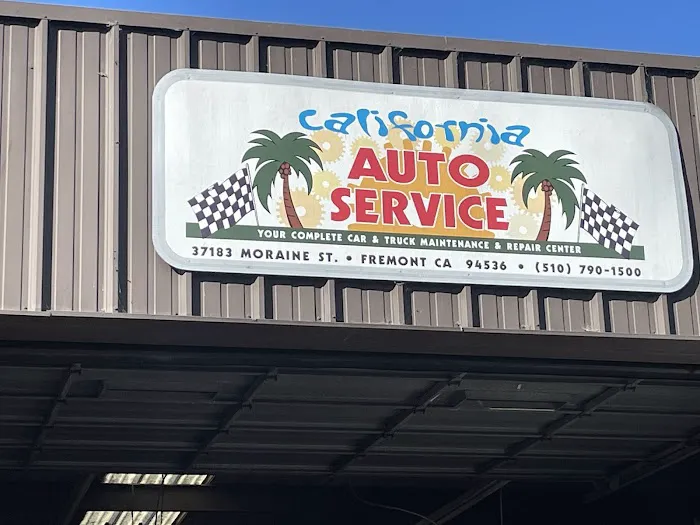 california
AUTO
SERVICE
YOUR COMPLETE CAR & TRUCK MAINTENANCE & REPAIR CENTER
37183 MORAINE ST. • FREMONT CA 94536 • (510) 790-1500